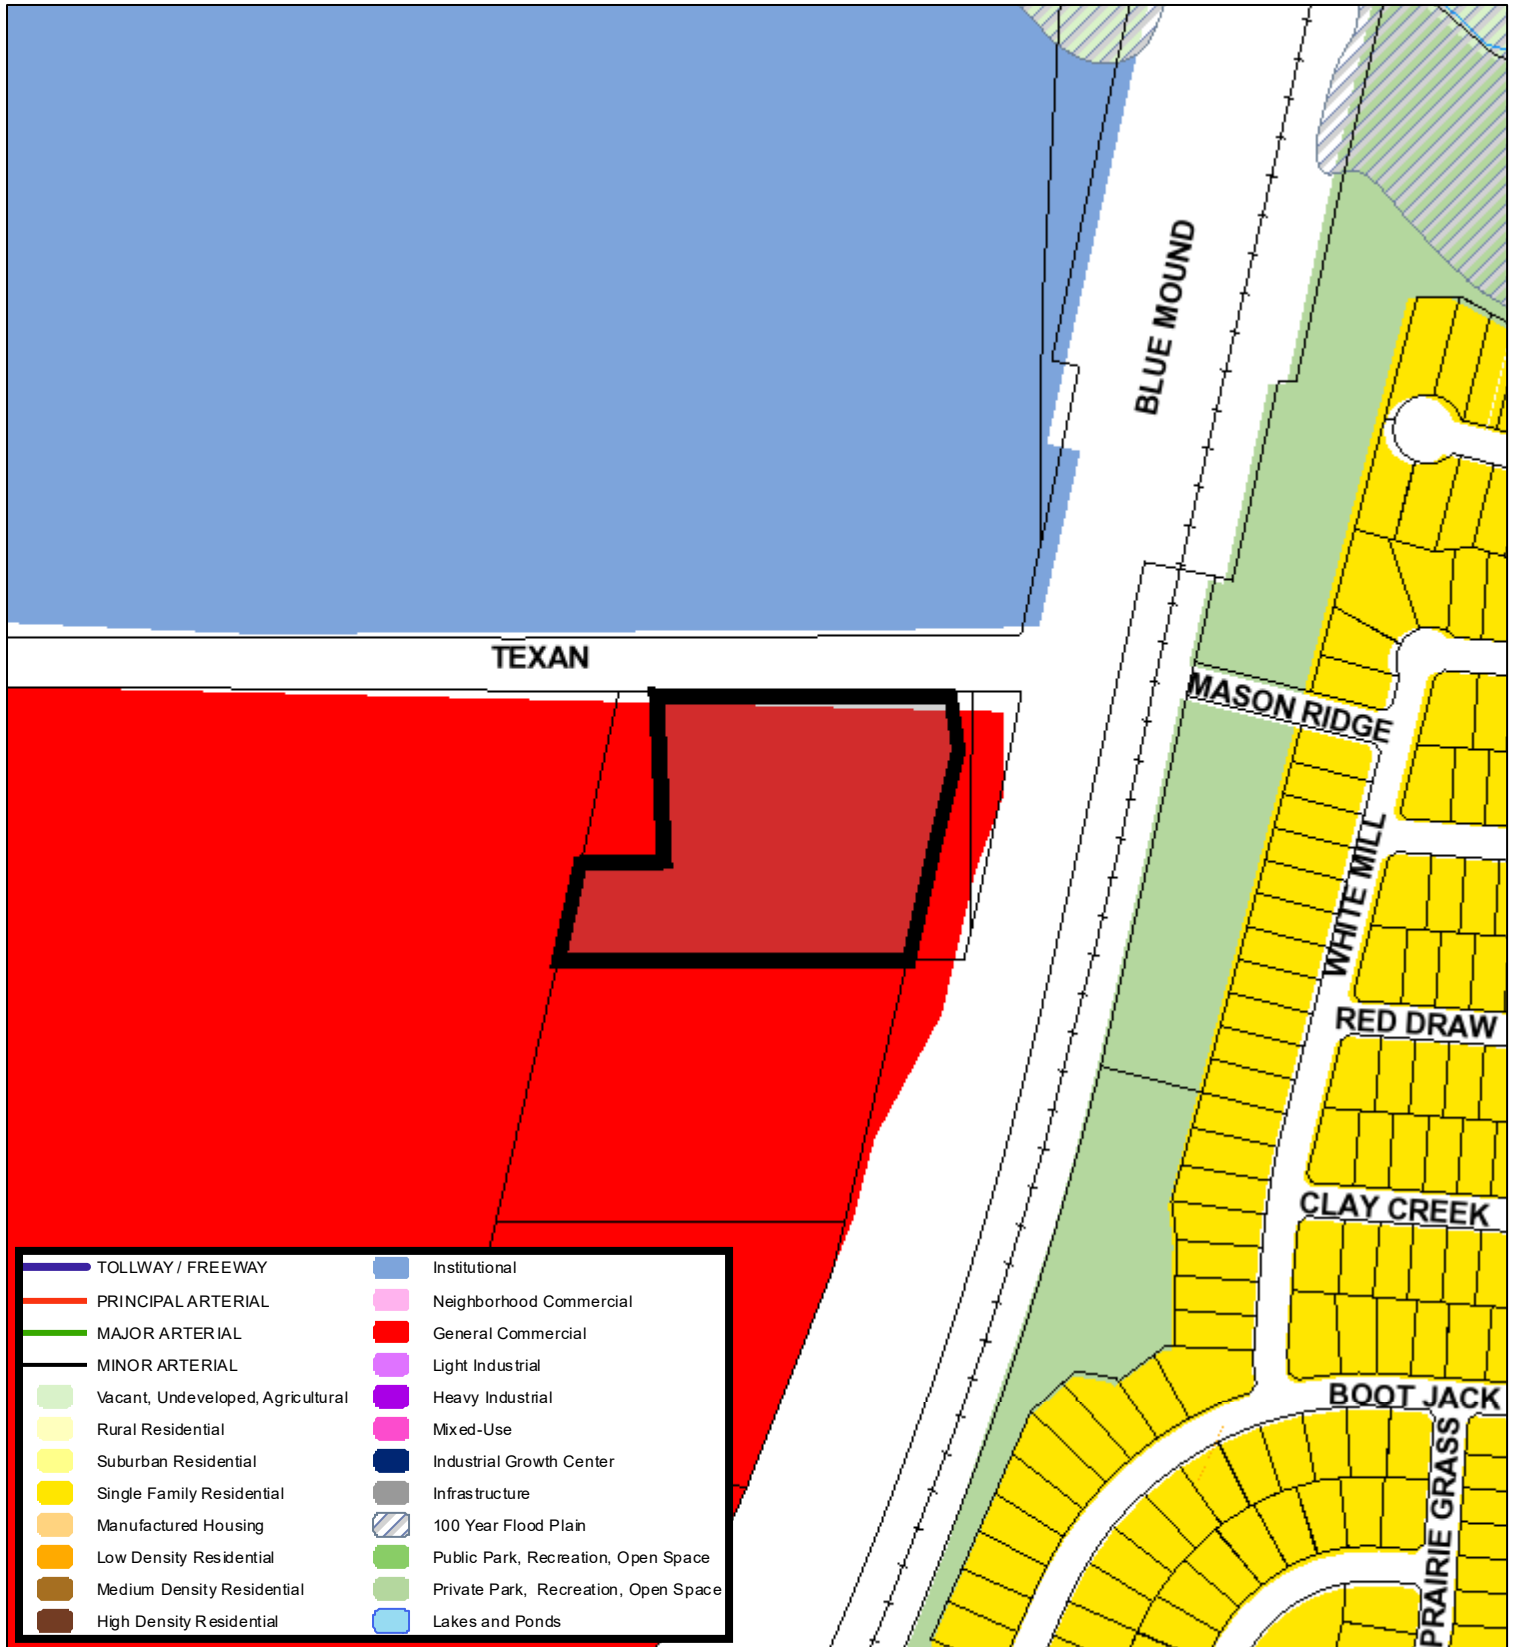 BLUE MOUND
TEXAN
MASON RIDGE
WHITE MILL
RED DRAW
CLAY CREEK
BOOT JACK
PRAIRIE GRASS
TOLLWAY / FREEWAY
PRINCIPAL ARTERIAL
MAJOR ARTERIAL
MINOR ARTERIAL
Vacant, Undeveloped, Agricultural
Rural Residential
Suburban Residential
Single Family Residential
Manufactured Housing
Low Density Residential
Medium Density Residential
High Density Residential
Institutional
Neighborhood Commercial
General Commercial
Light Industrial
Heavy Industrial
Mixed-Use
Industrial Growth Center
Infrastructure
100 Year Flood Plain
Public Park, Recreation, Open Space
Private Park, Recreation, Open Space
Lakes and Ponds